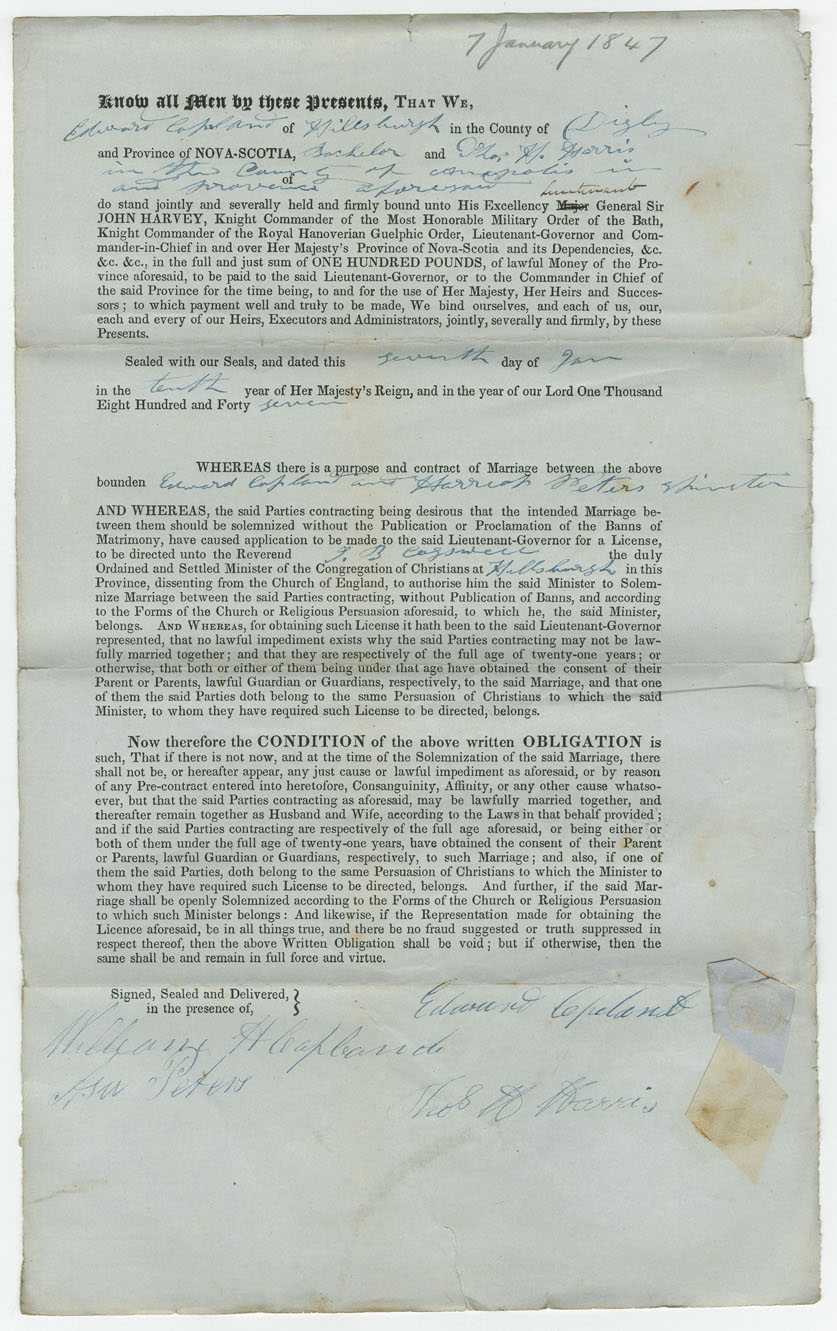 7 January 1847
Know all Men by these Presents, THAT WE,
Edward Copland of Hillsburgh in the County of Digby
and Province of NOVA-SCOTIA, Bachelor and Thos. H. Harris
in the County of Annapolis in
of
and province aforesaid Lieutenant
do stand jointly and severally held and firmly bound unto His Excellency Major General Sir
JOHN HARVEY, Knight Commander of the Most Honorable Military Order of the Bath,
Knight Commander of the Royal Hanoverian Guelphic Order, Lieutenant-Governor and Com-
mander-in-Chief in and over Her Majesty's Province of Nova-Scotia and its Dependencies, &c.
&c. &c., in the full and just sum of ONE HUNDRED POUNDS, of lawful Money of the Pro-
vince aforesaid, to be paid to the said Lieutenant-Governor, or to the Commander in Chief of
the said Province for the time being, to and for the use of Her Majesty, Her Heirs and Succes-
sors; to which payment well and truly to be made, We bind ourselves, and each of us, our,
each and every of our Heirs, Executors and Administrators, jointly, severally and firmly, by these
Presents.
Sealed with our Seals, and dated this seventh day of Jan
in the tenth year of Her Majesty's Reign, and in the year of our Lord One Thousand
Eight Hundred and Forty seven
WHEREAS there is a purpose and contract of Marriage between the above
bounden Edward Copland and Harriett Peters spinster
AND WHEREAS, the said Parties contracting being desirous that the intended Marriage be-
tween them should be solemnized without the Publication or Proclamation of the Banns of
Matrimony, have caused application to be made to the said Lieutenant-Governor for a License,
to be directed unto the Reverend J. B Cogswell the duly
Ordained and Settled Minister of the Congregation of Christians at Hillsburgh in this
Province, dissenting from the Church of England, to authorise him the said Minister to Solem-
nize Marriage between the said Parties contracting, without Publication of Banns, and according
to the Forms of the Church or Religious Persuasion aforesaid, to which he, the said Minister,
belongs. AND WHEREAS, for obtaining such License it hath been to the said Lieutenant-Governor
represented, that no lawful impediment exists why the said Parties contracting may not be law-
fully married together; and that they are respectively of the full age of twenty-one years; or
otherwise, that both or either of them being under that age have obtained the consent of their
Parent or Parents, lawful Guardian or Guardians, respectively, to the said Marriage, and that one
of them the said Parties doth belong to the same Persuasion of Christians to which the said
Minister, to whom they have required such License to be directed, belongs.
Now therefore the CONDITION of the above written OBLIGATION is
such, That if there is not now, and at the time of the Solemnization of the said Marriage, there
shall not be, or hereafter appear, any just cause or lawful impediment as aforesaid, or by reason
of any Pre-contract entered into heretofore, Consanguinity, Affinity, or any other cause whatso-
ever, but that the said Parties contracting as aforesaid, may be lawfully married together, and
thereafter remain together as Husband and Wife, according to the Laws in that behalf provided;
and if the said Parties contracting are respectively of the full age aforesaid, or being either or
both of them under the full age of twenty-one years, have obtained the consent of their Parent
or Parents, lawful Guardian or Guardians, respectively, to such Marriage; and also, if one of
them the said Parties, doth belong to the same Persuasion of Christians to which the Minister to
whom they have required such License to be directed, belongs. And further, if the said Mar-
riage shall be openly Solemnized according to the Forms of the Church or Religious Persuasion
to which such Minister belongs: And likewise, if the Representation made for obtaining the
Licence aforesaid, be in all things true, and there be no fraud suggested or truth suppressed in
respect thereof, then the above Written Obligation shall be void; but if otherwise, then the
same shall be and remain in full force and virtue.
Signed, Sealed and Delivered,
in the presence of,
Edward Copland
William H Copland
Asa Peters
Thos H Harris